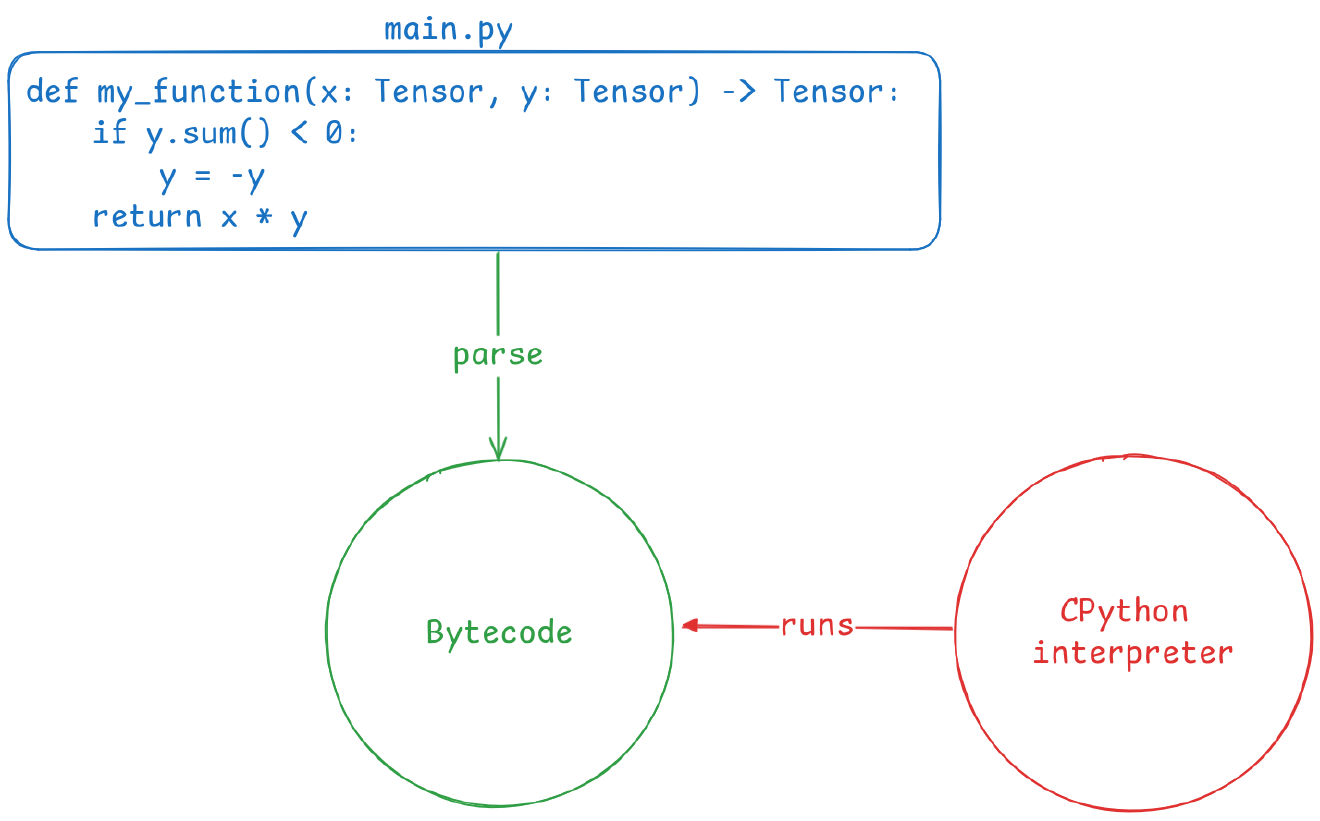 main.py
def my_function(x: Tensor, y: Tensor) -> Tensor:
    if y.sum() < 0:
        y = -y
    return x * y
parse
Bytecode
runs
CPython
interpreter